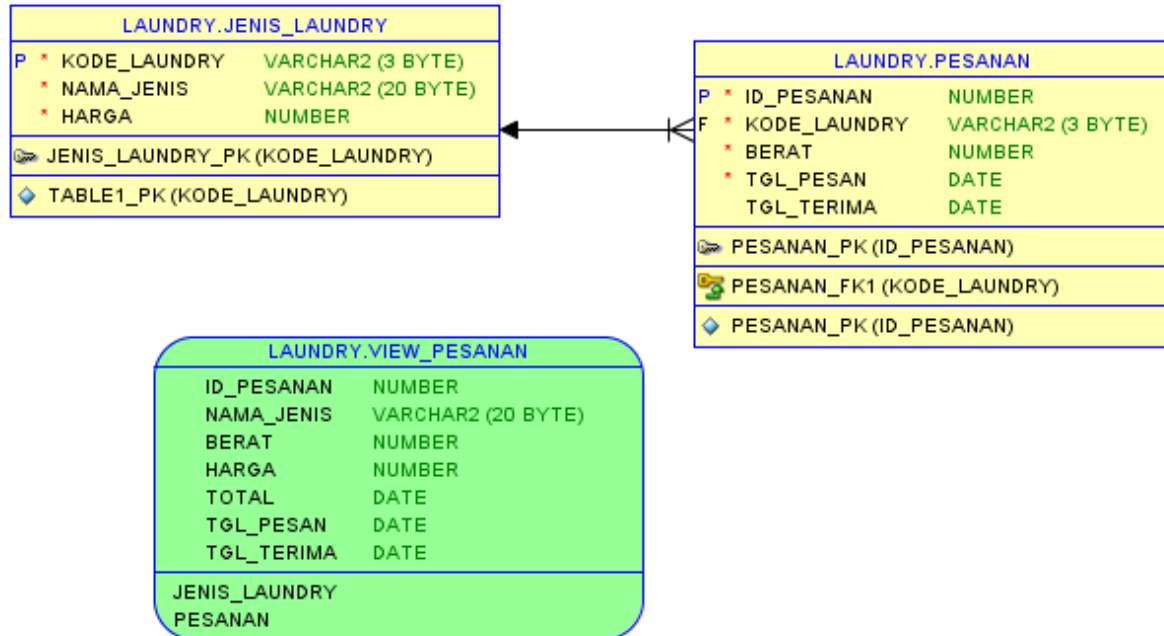 LAUNDRY.JENIS_LAUNDRY
P * KODE_LAUNDRY VARCHAR2 (3 BYTE)
* NAMA_JENIS VARCHAR2 (20 BYTE)
* HARGA NUMBER
JENIS_LAUNDRY_PK (KODE_LAUNDRY)
TABLE1_PK (KODE_LAUNDRY)
LAUNDRY.PESANAN
P * ID_PESANAN NUMBER
F * KODE_LAUNDRY VARCHAR2 (3 BYTE)
* BERAT NUMBER
* TGL_PESAN DATE
TGL_TERIMA DATE
PESANAN_PK (ID_PESANAN)
PESANAN_FK1 (KODE_LAUNDRY)
PESANAN_PK (ID_PESANAN)
LAUNDRY.VIEW_PESANAN
ID_PESANAN NUMBER
NAMA_JENIS VARCHAR2 (20 BYTE)
BERAT NUMBER
HARGA NUMBER
TOTAL DATE
TGL_PESAN DATE
TGL_TERIMA DATE
JENIS_LAUNDRY
PESANAN